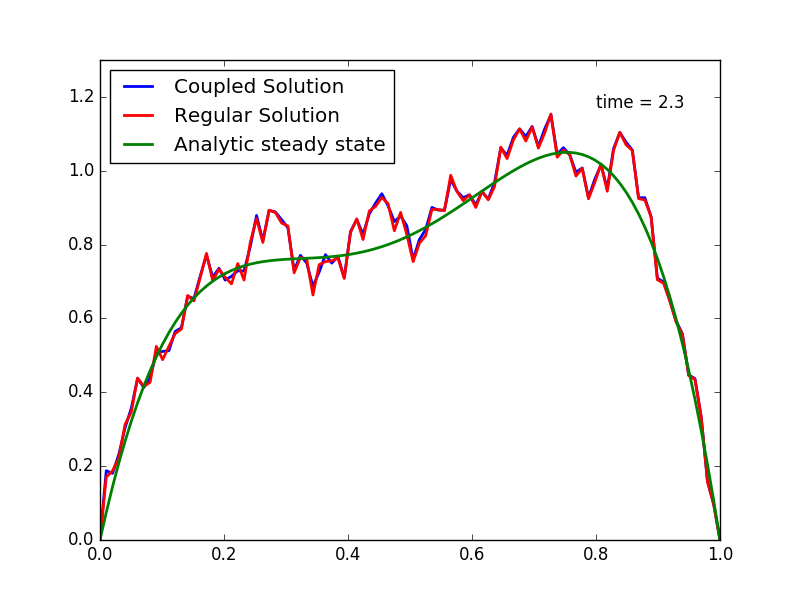 Coupled Solution
Regular Solution
Analytic steady state
time = 2.3
1.2
1.0
0.8
0.6
0.4
0.2
0.0
0.0 0.2 0.4 0.6 0.8 1.0